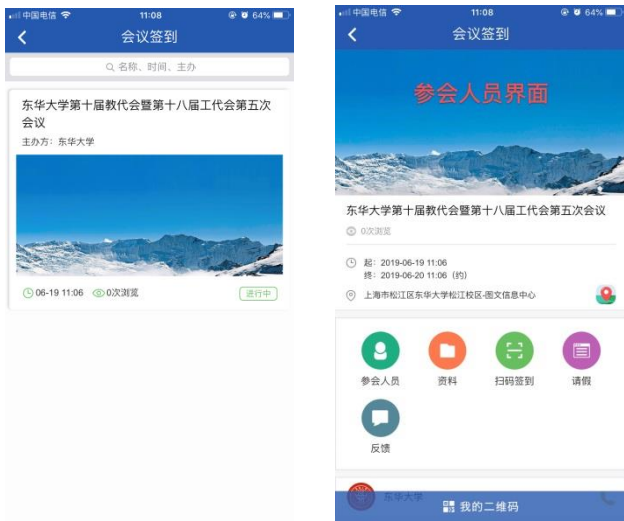 中国电信 11:08 64%
会议签到
名称、时间、主办
东华大学第十届教代会暨第十八届工代会第五次
会议
主办方：东华大学
06-19 11:06 0次浏览 进行中
中国电信 11:08 64%
会议签到
参会人员界面
东华大学第十届教代会暨第十八届工代会第五次会议
0次浏览
起：2019-06-19 11:06
终：2019-06-20 11:06（约）
上海市松江区东华大学松江校区-图文信息中心
参会人员 资料 扫码签到 请假
反馈
东华大学
我的二维码